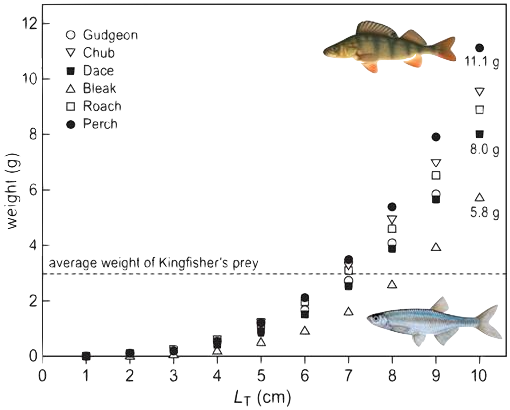 12
10
8
6
4
2
0
weight (g)
Gudgeon
Chub
Dace
Bleak
Roach
Perch
11.1 g
8.0 g
5.8 g
average weight of Kingfisher's prey
0 1 2 3 4 5 6 7 8 9 10
LT (cm)